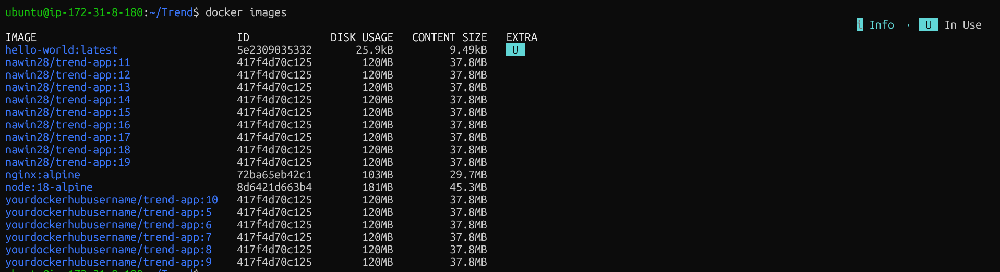 ubuntu@ip-172-31-8-180:~/Trend$ docker images
i Info → U In Use
IMAGE ID DISK USAGE CONTENT SIZE EXTRA
hello-world:latest 5e2309035332 25.9kB 9.49kB U
nawin28/trend-app:11 417f4d70c125 120MB 37.8MB
nawin28/trend-app:12 417f4d70c125 120MB 37.8MB
nawin28/trend-app:13 417f4d70c125 120MB 37.8MB
nawin28/trend-app:14 417f4d70c125 120MB 37.8MB
nawin28/trend-app:15 417f4d70c125 120MB 37.8MB
nawin28/trend-app:16 417f4d70c125 120MB 37.8MB
nawin28/trend-app:17 417f4d70c125 120MB 37.8MB
nawin28/trend-app:18 417f4d70c125 120MB 37.8MB
nawin28/trend-app:19 417f4d70c125 120MB 37.8MB
nginx:alpine 72ba65eb42c1 103MB 29.7MB
node:18-alpine 8d6421d663b4 181MB 45.3MB
yourdockerhubusername/trend-app:10 417f4d70c125 120MB 37.8MB
yourdockerhubusername/trend-app:5 417f4d70c125 120MB 37.8MB
yourdockerhubusername/trend-app:6 417f4d70c125 120MB 37.8MB
yourdockerhubusername/trend-app:7 417f4d70c125 120MB 37.8MB
yourdockerhubusername/trend-app:8 417f4d70c125 120MB 37.8MB
yourdockerhubusername/trend-app:9 417f4d70c125 120MB 37.8MB
ubuntu@ip-172-31-8-180:~/Trend$